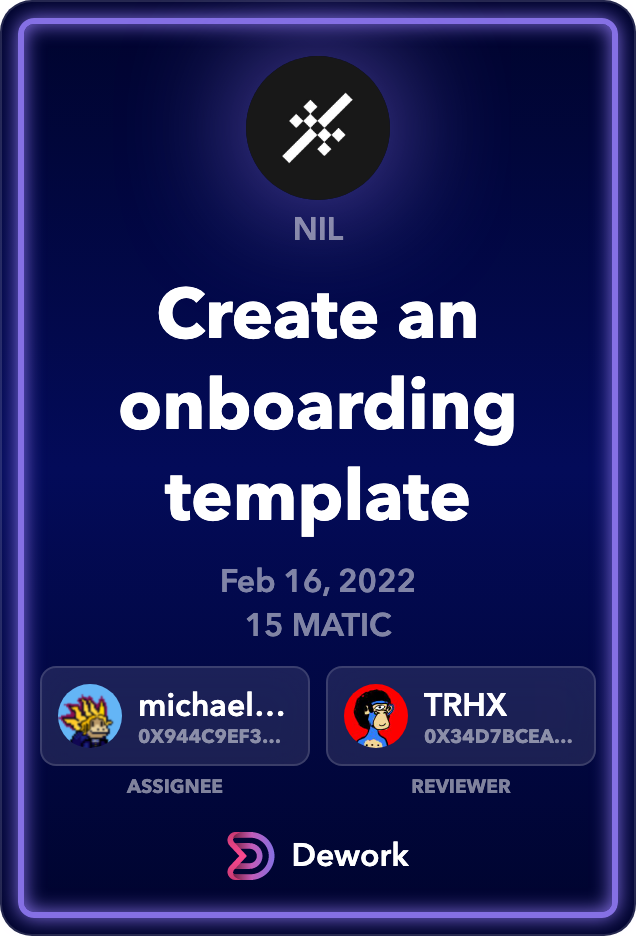 NIL
Create an
onboarding
template
Feb 16, 2022
15 MATIC
michael...
0X944C9EF3...
ASSIGNEE
TRHX
0X34D7BCEA...
REVIEWER
Dework